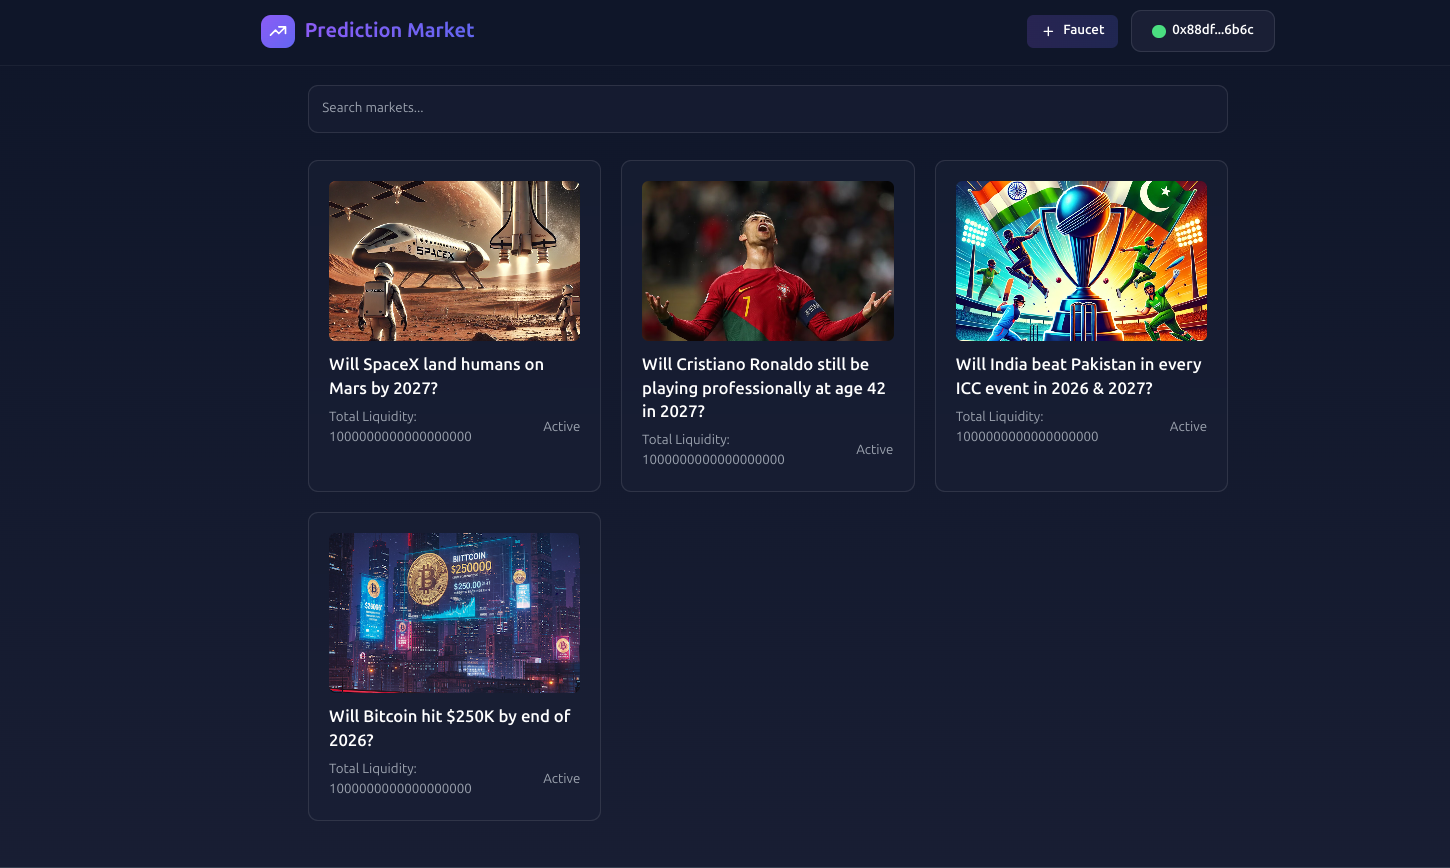 Prediction Market
+ Faucet
0x88df...6b6c
Search markets...
SPACEX
7
Will SpaceX land humans on
Mars by 2027?
Total Liquidity:
1000000000000000000
Active
Will Cristiano Ronaldo still be
playing professionally at age 42
in 2027?
Total Liquidity:
1000000000000000000
Active
Will India beat Pakistan in every
ICC event in 2026 & 2027?
Total Liquidity:
1000000000000000000
Active
BIITTCOIN
$250000
Will Bitcoin hit $250K by end of
2026?
Total Liquidity:
1000000000000000000
Active